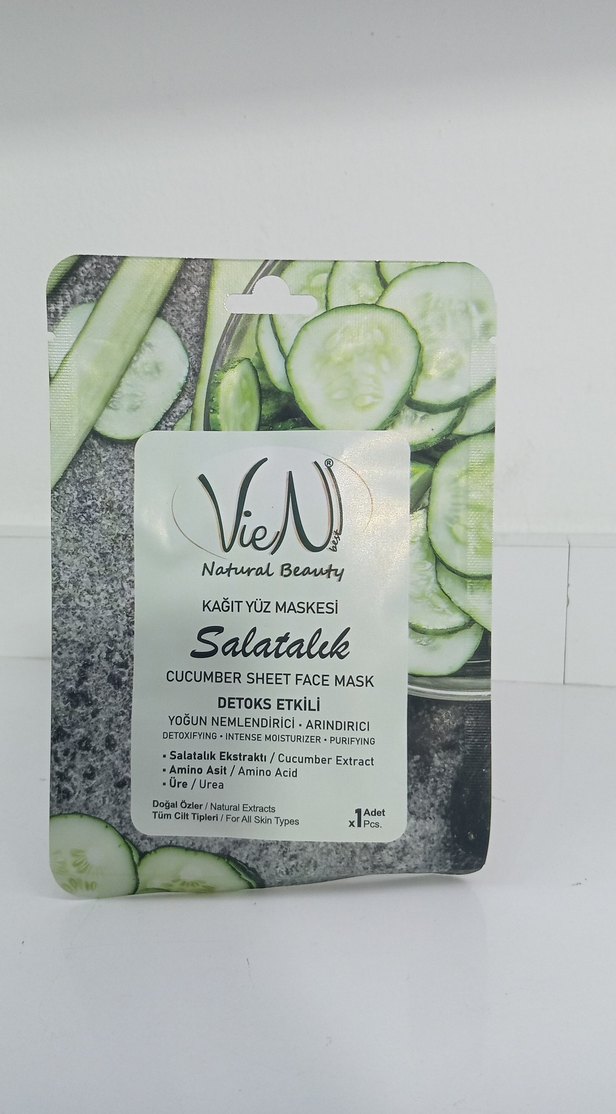 VieN®
best
Natural Beauty
KAĞIT YÜZ MASKESİ
Salatalık
CUCUMBER SHEET FACE MASK
DETOKS ETKİLİ
YOĞUN NEMLENDİRİCİ • ARINDIRICI
DETOXIFYING • INTENSE MOISTURIZER • PURIFYING
• Salatalık Ekstraktı / Cucumber Extract
• Amino Asit / Amino Acid
• Üre / Urea
Doğal Özler / Natural Extracts
Tüm Cilt Tipleri / For All Skin Types
x1 Adet
Pcs.